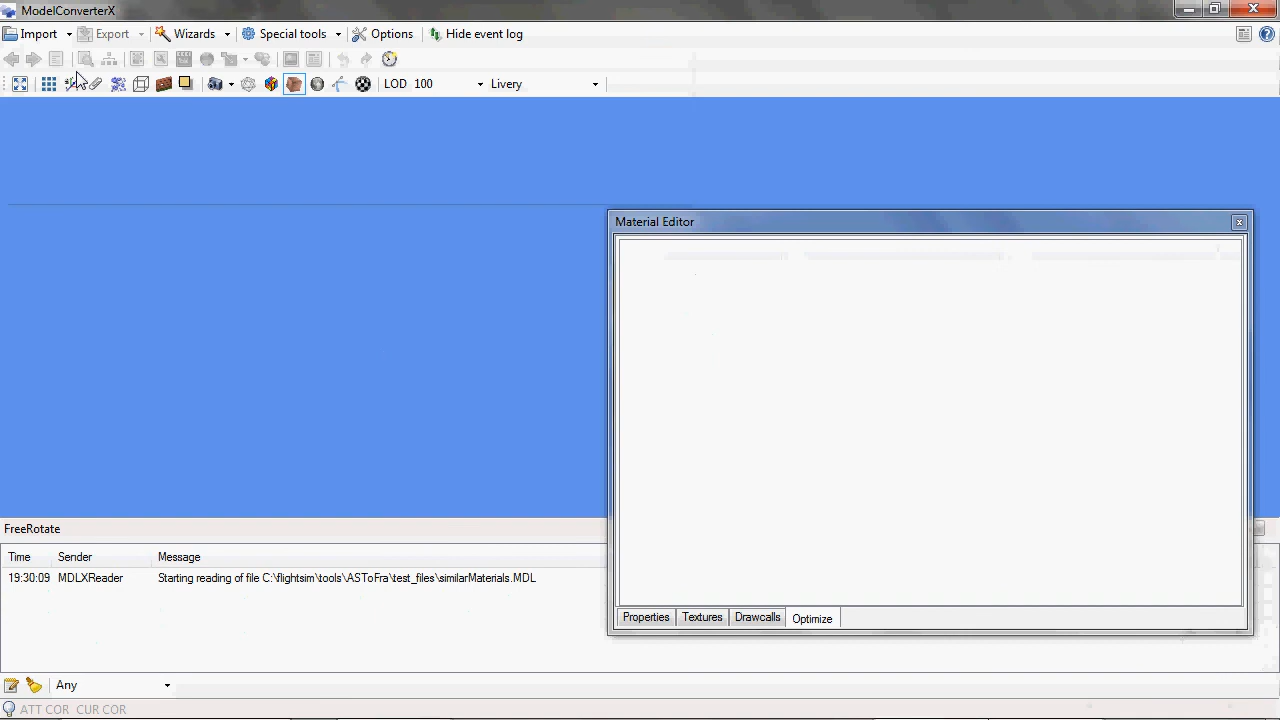 ModelConverterX
Import Export Wizards Special tools Options Hide event log
LOD 100 Livery
Material Editor
Properties Textures Drawcalls Optimize
FreeRotate
Time Sender Message
19:30:09 MDLXReader Starting reading of file C:\flightsim\tools\ASToFra\test_files\similarMaterials.MDL
Any
ATT COR CUR COR